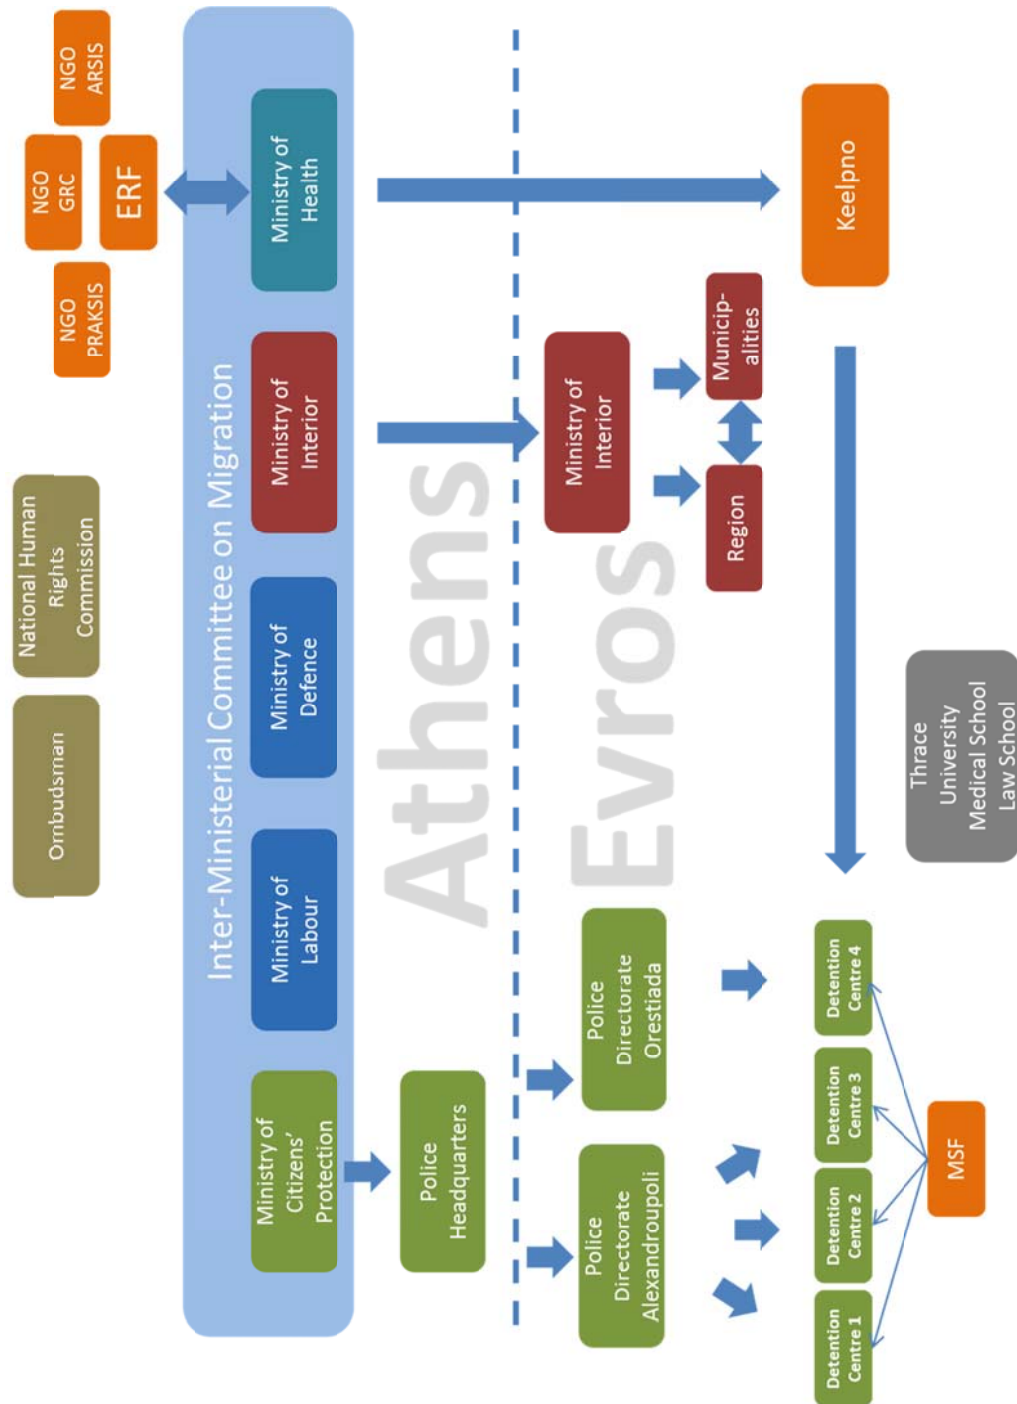 Ombudsman
National Human
Rights
Commission
NGO
PRAKSIS
NGO
GRC
NGO
ARSIS
ERF
Inter-Ministerial Committee on Migration
Ministry of
Citizens'
Protection
Ministry of
Labour
Ministry of
Defence
Ministry of
Interior
Ministry of
Health
Police
Headquarters
Athens
Evros
Police
Directorate
Alexandroupoli
Police
Directorate
Orestiada
Ministry of
Interior
Region
Municip-
alities
Detention
Centre 1
Detention
Centre 2
Detention
Centre 3
Detention
Centre 4
Keelpno
MSF
Thrace
University
Medical School
Law School